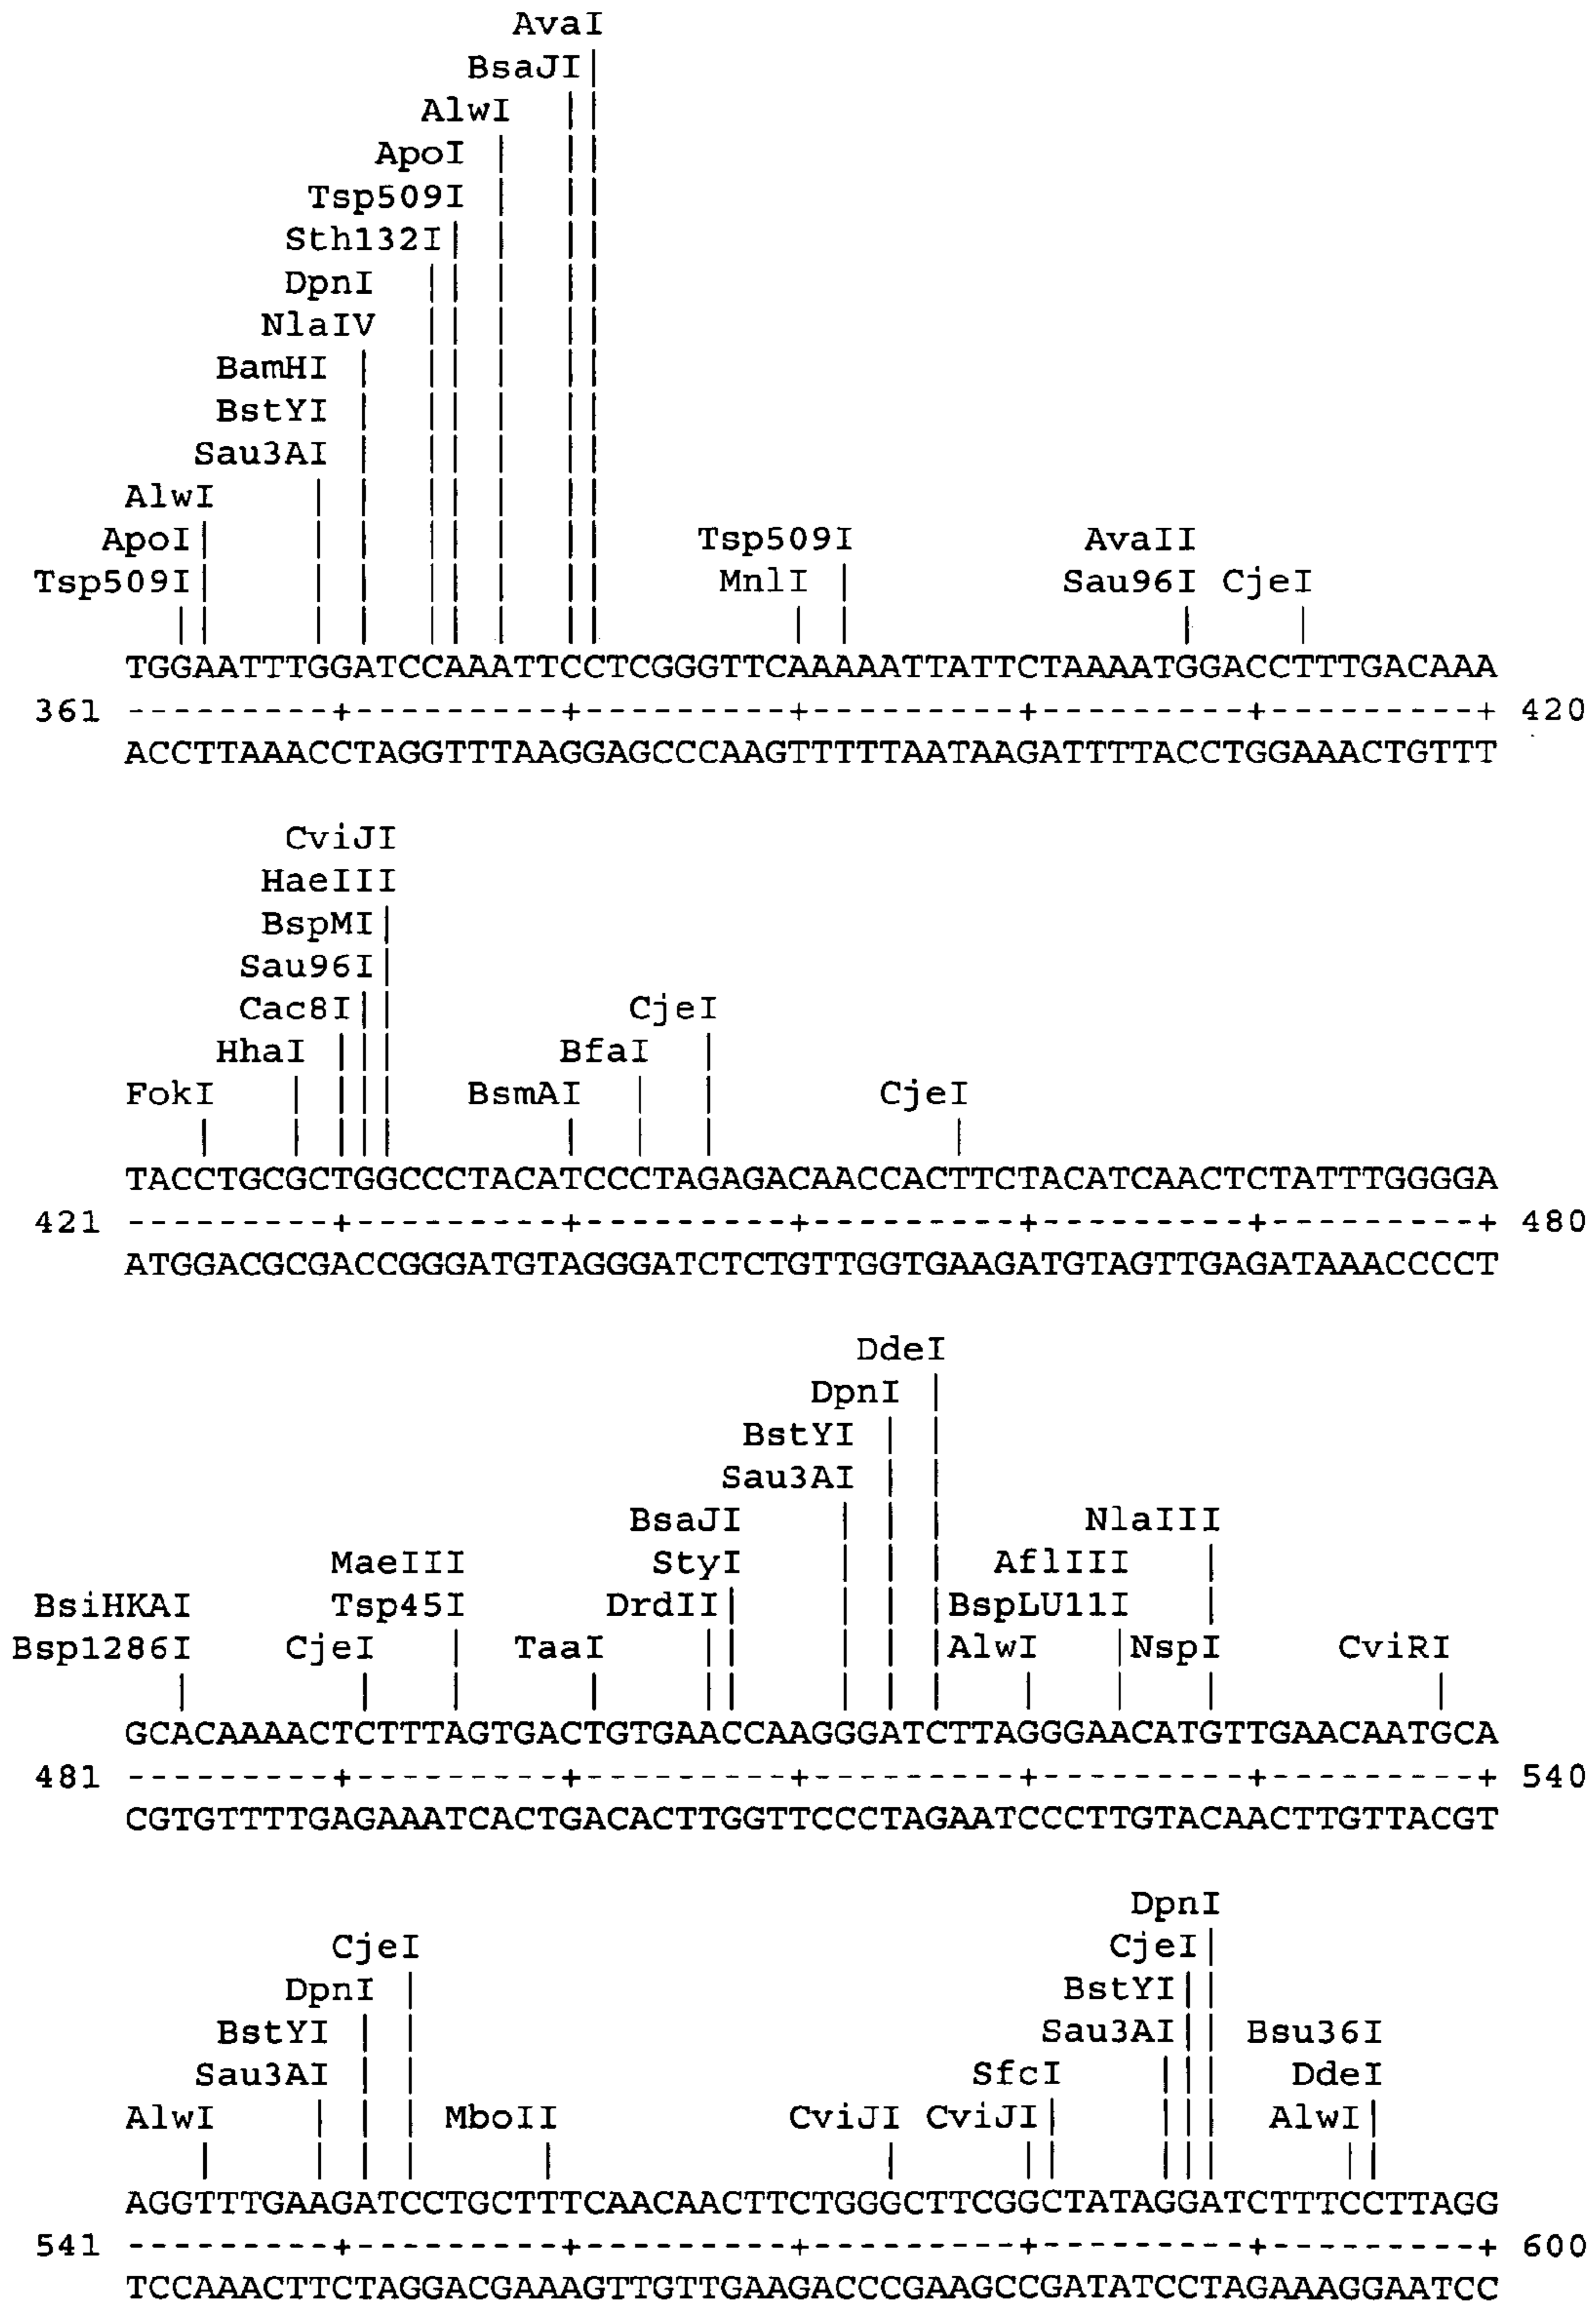 AvaI
BsaJI|
AlwI | |
ApoI | | |
Tsp509I | | |
Sth132I| | | |
DpnI | | | | |
NlaIV | | | | |
BamHI | | | | | |
BstYI | | | | | |
Sau3AI | | | | | |
AlwI | | | | | | |
ApoI| | | | | | | | Tsp509I AvaII
Tsp509I| | | | | | | | MnlI | Sau96I CjeI
| | | | | | | | | | | | |
TGGAATTTGGATCCAAATTCCTCGGGTTCAAAAATTATTCTAAAATGGACCTTTGACAAA
361 ---------+---------+---------+---------+---------+---------+ 420
ACCTTAAACCTAGGTTTAAGGAGCCCAAGTTTTTAATAAGATTTTACCTGGAAACTGTTT
CviJI
HaeIII
BspMI|
Sau96I|
Cac8I|| CjeI
HhaI ||| BfaI |
FokI | ||| BsmAI | | CjeI
| | ||| | | | |
TACCTGCGCTGGCCCTACATCCCTAGAGACAACCACTTCTACATCAACTCTATTTGGGGA
421 ---------+---------+---------+---------+---------+---------+ 480
ATGGACGCGACCGGGATGTAGGGATCTCTGTTGGTGAAGATGTAGTTGAGATAAACCCCT
DdeI
DpnI |
BstYI | |
Sau3AI | |
BsaJI | | | NlaIII
MaeIII StyI | | | AflIII |
BsiHKAI Tsp45I DrdII| | | |BspLU11I |
Bsp1286I CjeI | TaaI || | | |AlwI |NspI CviRI
| | | | || | | | | | | |
GCACAAAACTCTTTAGTGACTGTGAACCAAGGGATCTTAGGGAACATGTTGAACAATGCA
481 ---------+---------+---------+---------+---------+---------+ 540
CGTGTTTTGAGAAATCACTGACACTTGGTTCCCTAGAATCCCTTGTACAACTTGTTACGT
DpnI
CjeI CjeI|
DpnI | BstYI||
BstYI | | Sau3AI|| Bsu36I
Sau3AI | | SfcI ||| DdeI
AlwI | | | MboII CviJI CviJI| ||| AlwI|
| | | | | | || ||| ||
AGGTTTGAAGATCCTGCTTTCAACAACTTCTGGGCTTCGGCTATAGGATCTTTCCTTAGG
541 ---------+---------+---------+---------+---------+---------+ 600
TCCAAACTTCTAGGACGAAAGTTGTTGAAGACCCGAAGCCGATATCCTAGAAAGGAATCC